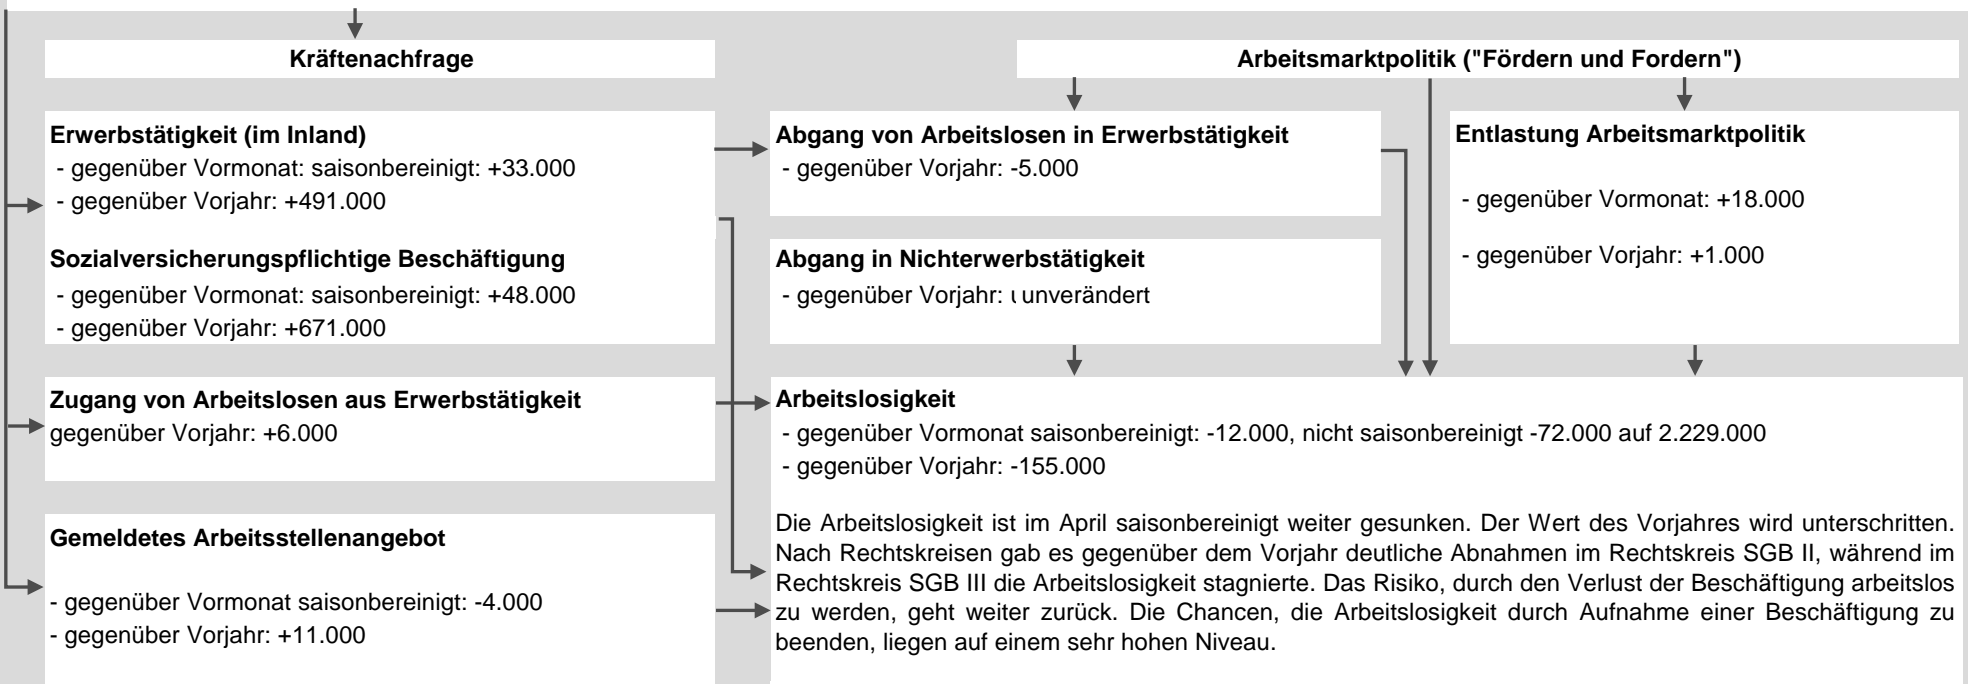 Kräftenachfrage
Arbeitsmarktpolitik ("Fördern und Fordern")
Erwerbstätigkeit (im Inland)
- gegenüber Vormonat: saisonbereinigt: +33.000
- gegenüber Vorjahr: +491.000
Sozialversicherungspflichtige Beschäftigung
- gegenüber Vormonat: saisonbereinigt: +48.000
- gegenüber Vorjahr: +671.000
Zugang von Arbeitslosen aus Erwerbstätigkeit
gegenüber Vorjahr: +6.000
Gemeldetes Arbeitsstellenangebot
- gegenüber Vormonat saisonbereinigt: -4.000
- gegenüber Vorjahr: +11.000
Abgang von Arbeitslosen in Erwerbstätigkeit
- gegenüber Vorjahr: -5.000
Abgang in Nichterwerbstätigkeit
- gegenüber Vorjahr: unverändert
Entlastung Arbeitsmarktpolitik
- gegenüber Vormonat: +18.000
- gegenüber Vorjahr: +1.000
Arbeitslosigkeit
- gegenüber Vormonat saisonbereinigt: -12.000, nicht saisonbereinigt -72.000 auf 2.229.000
- gegenüber Vorjahr: -155.000
Die Arbeitslosigkeit ist im April saisonbereinigt weiter gesunken. Der Wert des Vorjahres wird unterschritten.
Nach Rechtskreisen gab es gegenüber dem Vorjahr deutliche Abnahmen im Rechtskreis SGB II, während im
Rechtskreis SGB III die Arbeitslosigkeit stagnierte. Das Risiko, durch den Verlust der Beschäftigung arbeitslos
zu werden, geht weiter zurück. Die Chancen, die Arbeitslosigkeit durch Aufnahme einer Beschäftigung zu
beenden, liegen auf einem sehr hohen Niveau.